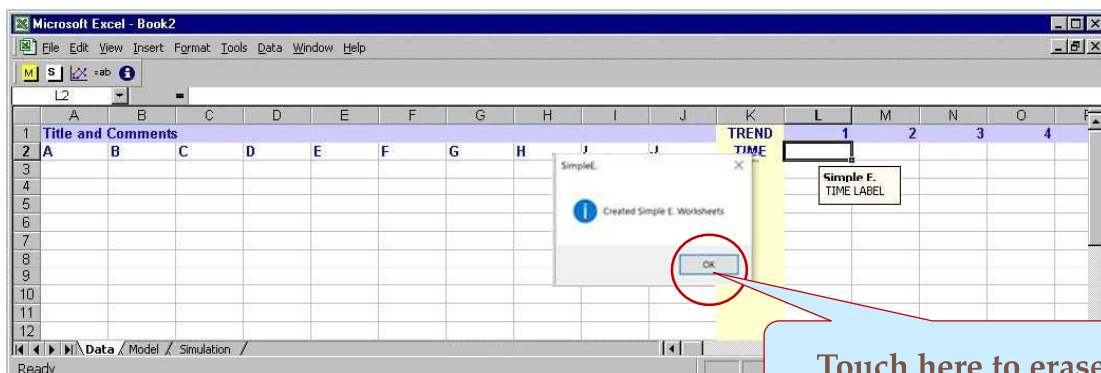 Microsoft Excel - Book2
File Edit View Insert Format Tools Data Window Help
M S =ab
L2 =
A B C D E F G H I J K L M N O
1 Title and Comments TREND 1 2 3 4
2 A B C D E F G H I J TIME
3
4
5
6
7
8
9
10
11
12
SimpleE.
Created Simple E. Worksheets
OK
Simple E.
TIME LABEL
Data Model Simulation
Ready
Touch here to erase